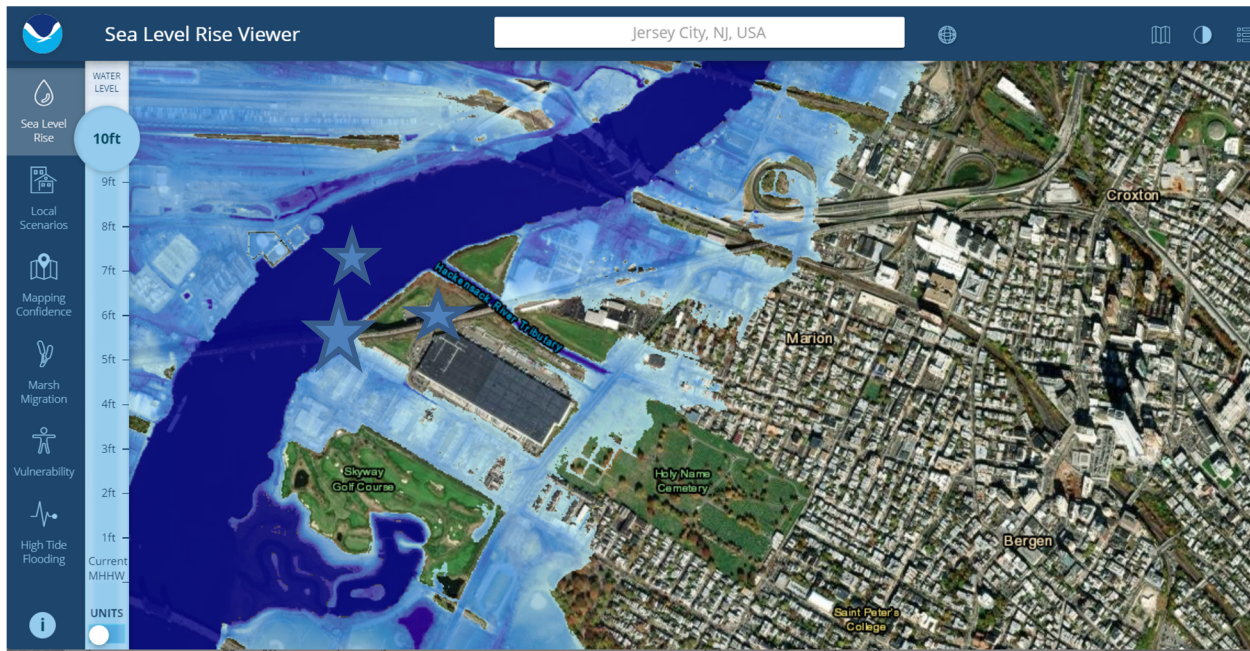 Sea Level Rise Viewer
Jersey City, NJ, USA
WATER
LEVEL
Sea Level
Rise
10ft
9ft
Local
Scenarios
8ft
7ft
Mapping
Confidence
6ft
5ft
Marsh
Migration
4ft
3ft
Vulnerability
2ft
High Tide
Flooding
1ft
Current
MHHW
UNITS
i
Croxton
Hackensack River Tributary
Marion
Skyway
Golf Course
Holy Name
Cemetery
Bergen
Saint Peter's
College